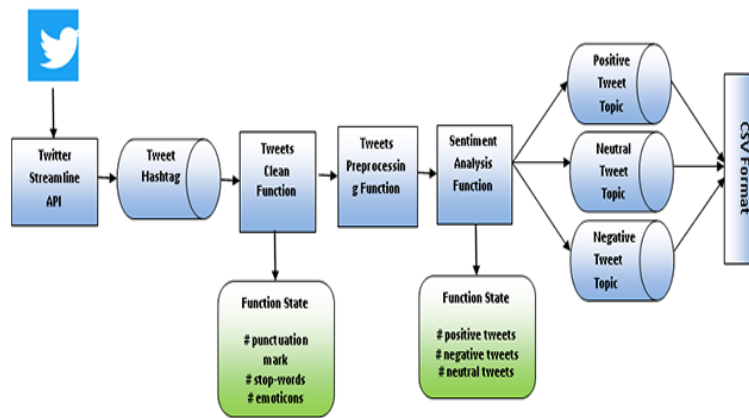 Twitter
Streamline
API
Tweet
Hashtag
Tweets
Clean
Function
Tweets
Preprocessin
g Function
Sentiment
Analysis
Function
Positive
Tweet
Topic
Neutral
Tweet
Topic
Negative
Tweet
Topic
CSV Format
Function State
# punctuation
mark
# stop-words
# emoticons
Function State
# positive tweets
# negative tweets
# neutral tweets